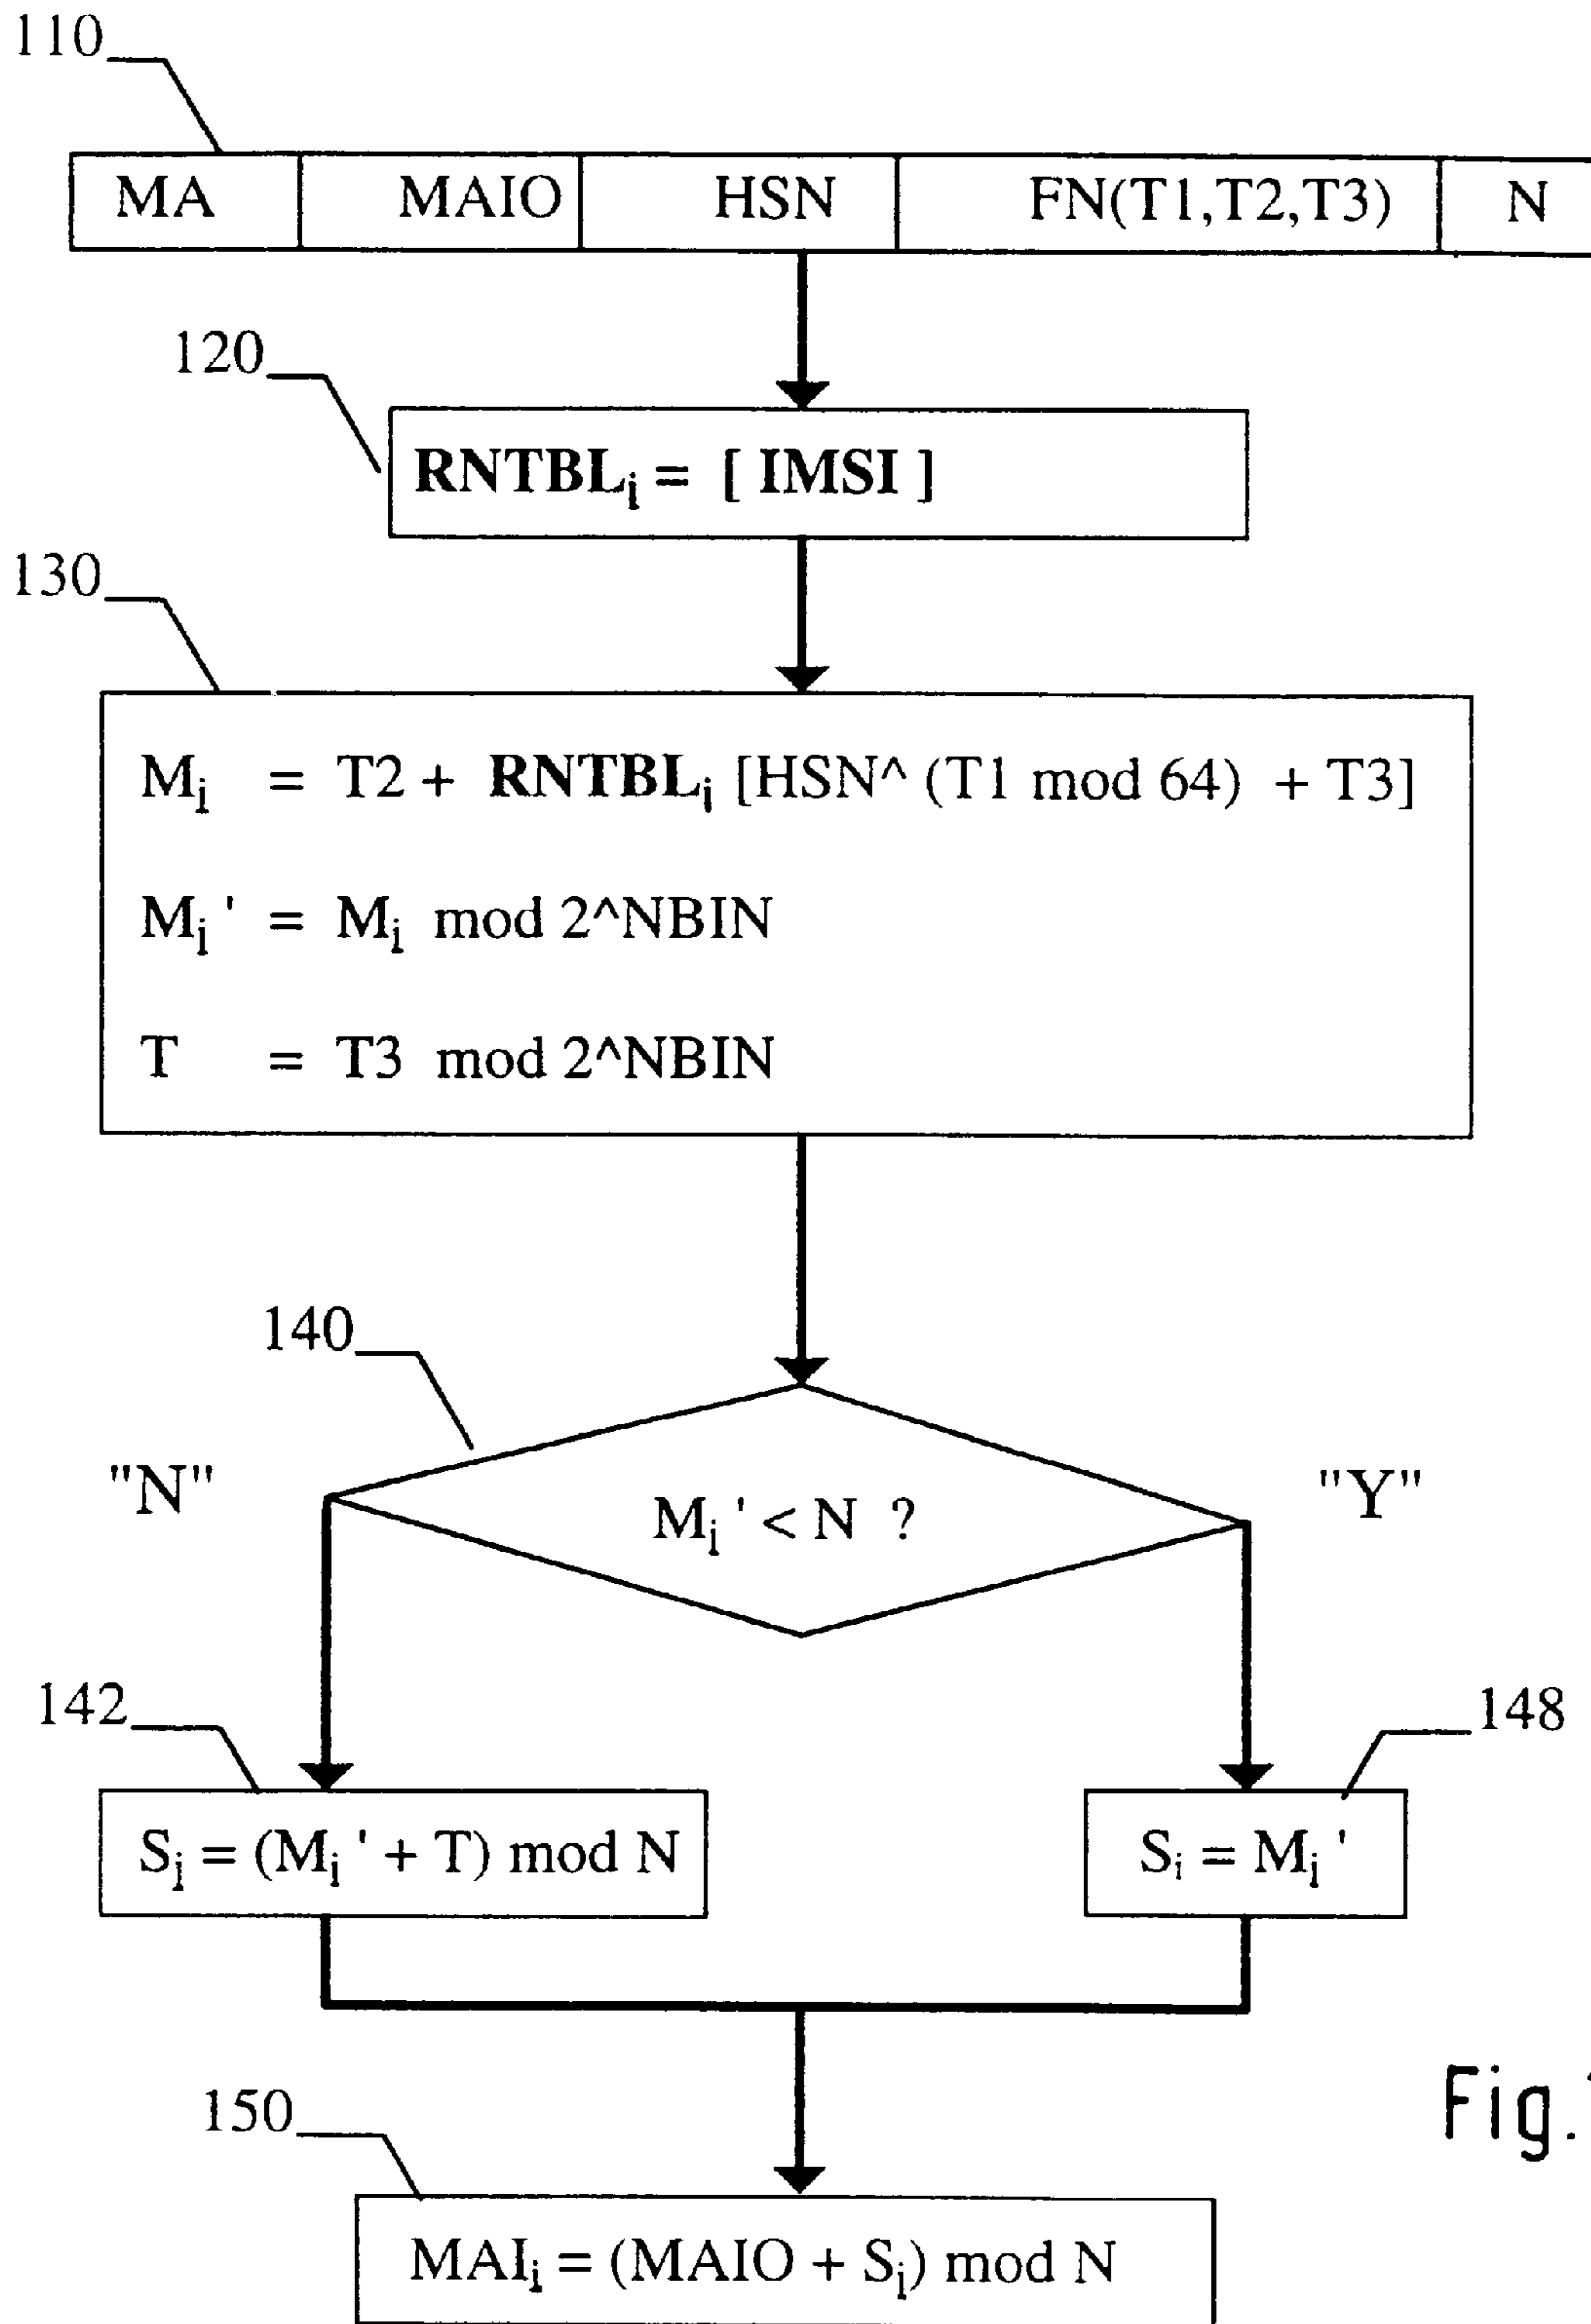 110
MA MAIO HSN FN(T1,T2,T3) N
120
RNTBLi = [ IMSI ]
130
Mi = T2 + RNTBLi [HSN^ (T1 mod 64) + T3]
Mi ' = Mi mod 2^NBIN
T = T3 mod 2^NBIN
140
"N"
"Y"
Mi ' < N ?
142
148
Si = (Mi ' + T) mod N
Si = Mi '
Fig.
150
MAIi = (MAIO + Si) mod N